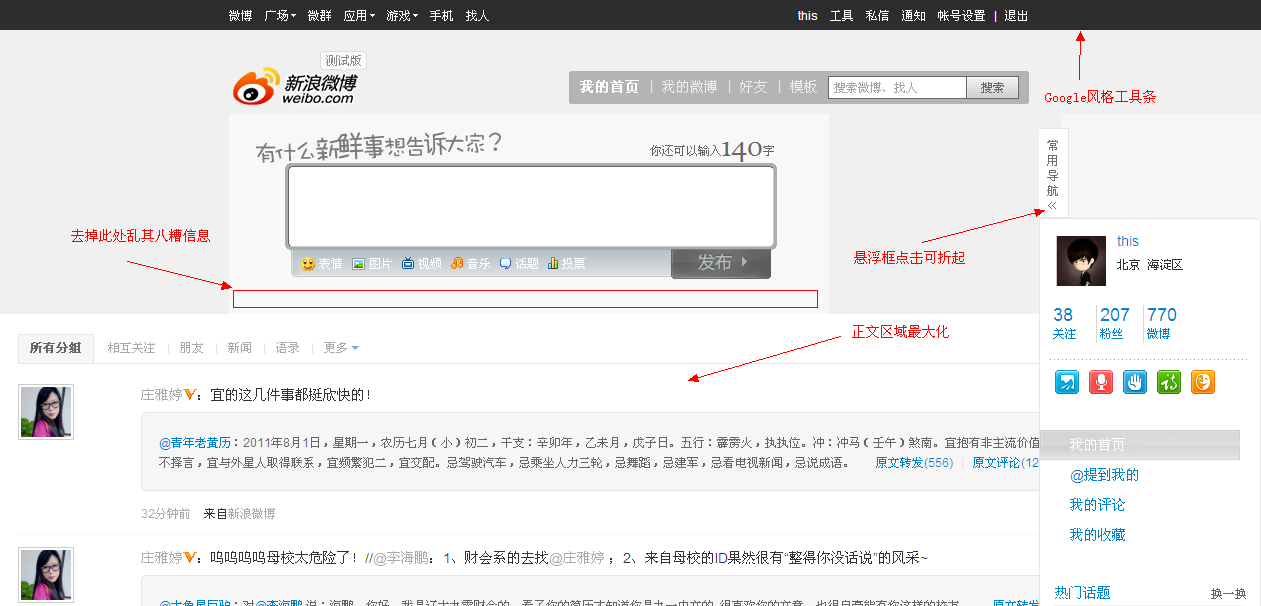 微博 广场 微群 应用 游戏 手机 找人 this 工具 私信 通知 帐号设置 | 退出
测试版
新浪微博
weibo.com
我的首页 | 我的微博 | 好友 | 模板 搜索微博、找人 搜索
Google风格工具条
有什么新鲜事想告诉大家？
你还可以输入140字
常用导航
«
去掉此处乱其八糟信息
表情 图片 视频 音乐 话题 投票
发布
悬浮框点击可折起
this
北京 海淀区
38 207 770
关注 粉丝 微博
正文区域最大化
所有分组 相互关注 | 朋友 | 新闻 | 语录 | 更多
庄雅婷：宜的这几件事都挺欣快的！
@青年老黄历：2011年8月1日，星期一，农历七月（小）初二，干支：辛卯年，乙未月，戊子日。五行：霹雳火，执执位。冲：冲马（壬午）煞南。宜抱有非主流价值
不择言，宜与外星人取得联系，宜频繁犯二，宜交配。忌驾驶汽车，忌乘坐人力三轮，忌舞蹈，忌建军，忌看电视新闻，忌说成语。 原文转发(556) | 原文评论(12
32分钟前 来自新浪微博
我的首页
@提到我的
我的评论
我的收藏
庄雅婷：呜呜呜呜母校太危险了！//@李海鹏：1、财会系的去找@庄雅婷 ；2、来自母校的ID果然很有“整得你没话说”的风采~
热门话题 换一换